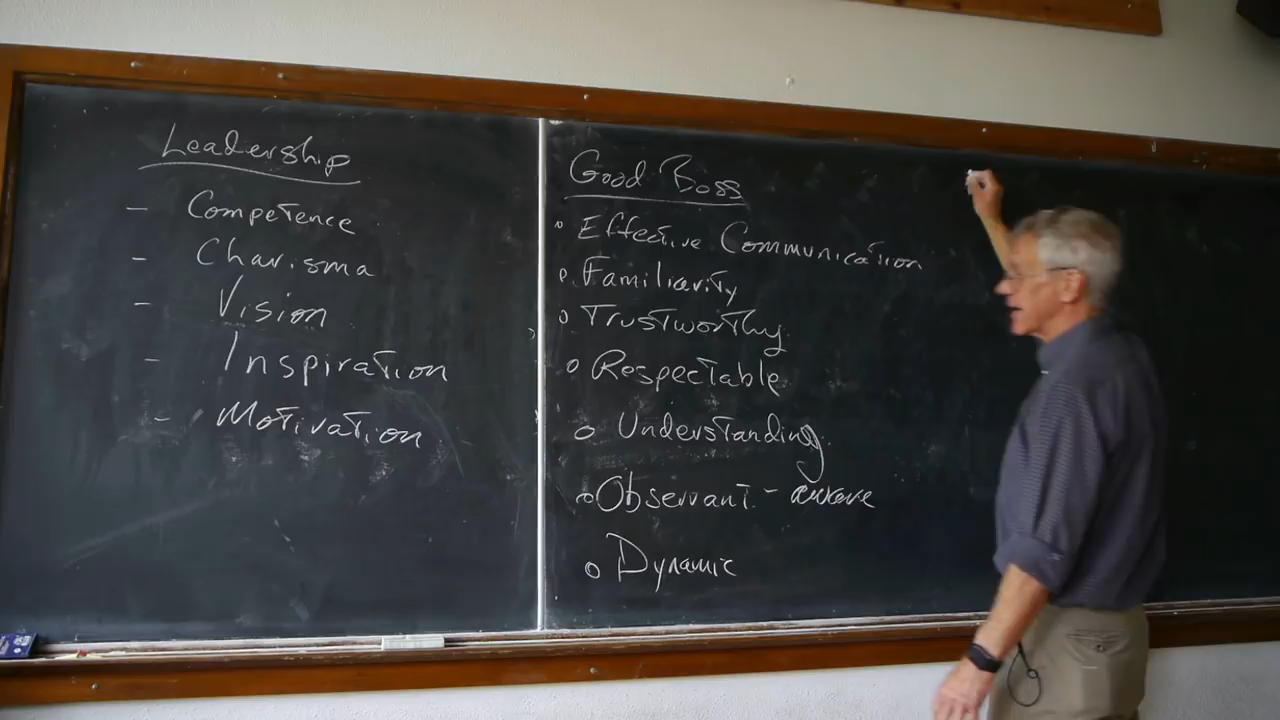 Leadership
- Competence
- Charisma
- Vision
- Inspiration
- Motivation
Good Boss
o Effective Communication
o Familiarity
o Trustworthy
o Respectable
o Understanding
o Observant - aware
o Dynamic